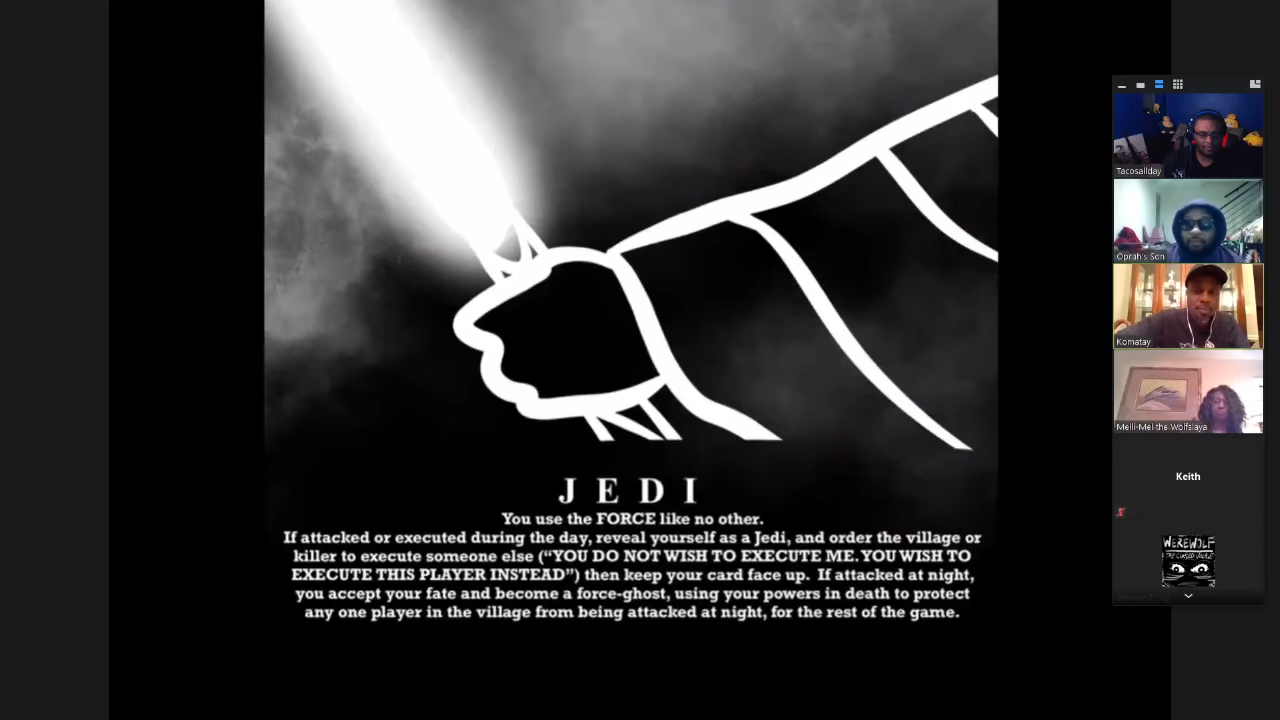 JEDI
You use the FORCE like no other.
If attacked or executed during the day, reveal yourself as a Jedi, and order the village or
killer to execute someone else (“YOU DO NOT WISH TO EXECUTE ME. YOU WISH TO
EXECUTE THIS PLAYER INSTEAD”) then keep your card face up. If attacked at night,
you accept your fate and become a force-ghost, using your powers in death to protect
any one player in the village from being attacked at night, for the rest of the game.
Tacosallday
Oprah's Son
Komatay
Melli-Mel the Wolfslaya
Keith
WEREWOLF